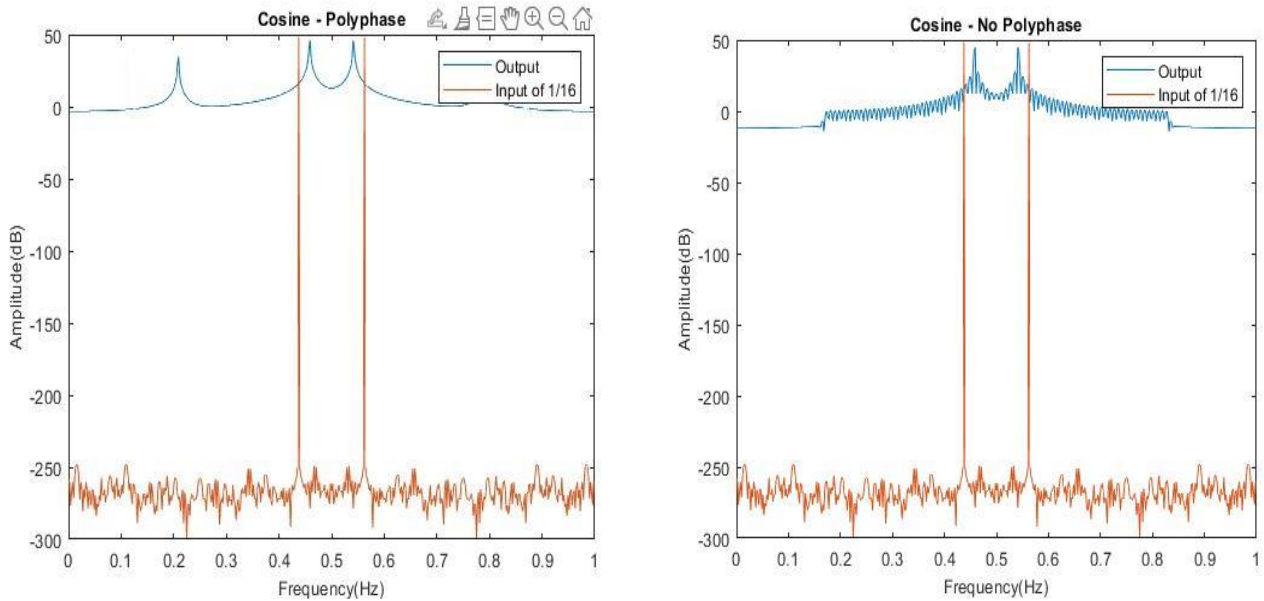 Cosine - Polyphase
50
0
-50
-100
-150
-200
-250
-300
Amplitude(dB)
Output
Input of 1/16
0 0.1 0.2 0.3 0.4 0.5 0.6 0.7 0.8 0.9 1
Frequency(Hz)
Cosine - No Polyphase
50
0
-50
-100
-150
-200
-250
-300
Amplitude(dB)
Output
Input of 1/16
0 0.1 0.2 0.3 0.4 0.5 0.6 0.7 0.8 0.9 1
Frequency(Hz)